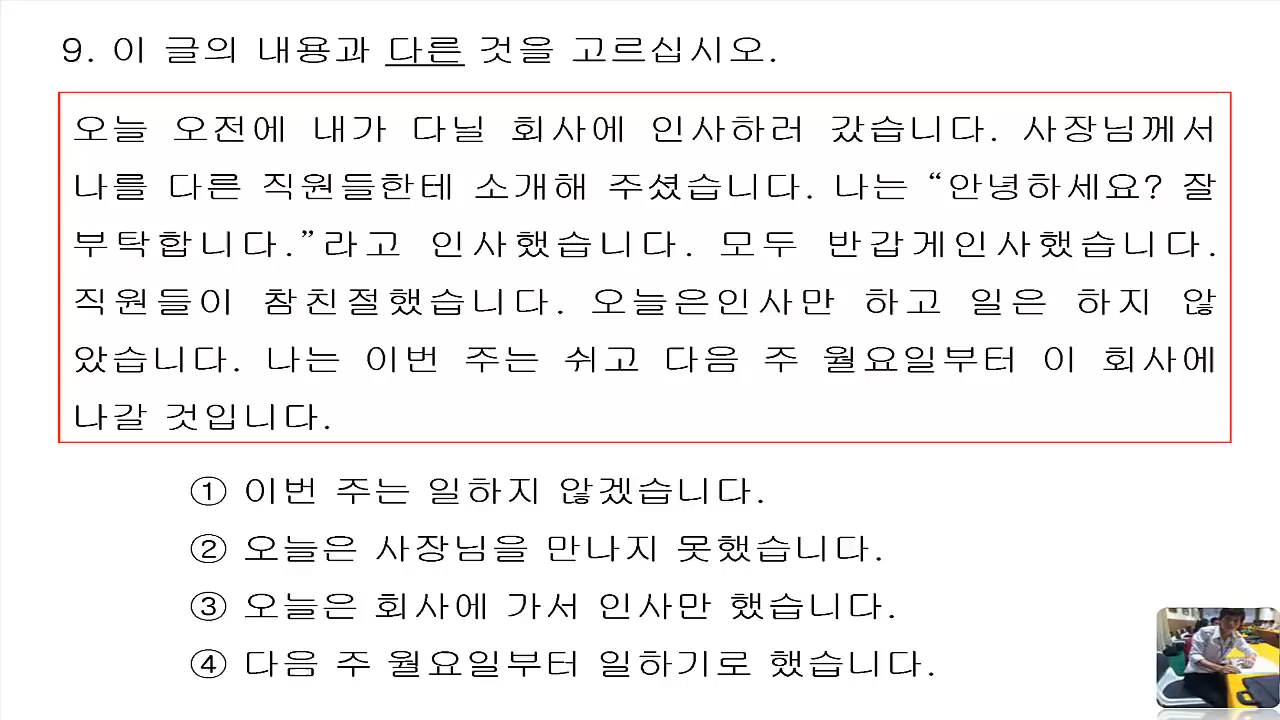 9. 이 글의 내용과 다른 것을 고르십시오.
오늘 오전에 내가 다닐 회사에 인사하러 갔습니다. 사장님께서
나를 다른 직원들한테 소개해 주셨습니다. 나는 “안녕하세요? 잘
부탁합니다.”라고 인사했습니다. 모두 반갑게인사했습니다.
직원들이 참친절했습니다. 오늘은인사만 하고 일은 하지 않
았습니다. 나는 이번 주는 쉬고 다음 주 월요일부터 이 회사에
나갈 것입니다.
① 이번 주는 일하지 않겠습니다.
② 오늘은 사장님을 만나지 못했습니다.
③ 오늘은 회사에 가서 인사만 했습니다.
④ 다음 주 월요일부터 일하기로 했습니다.